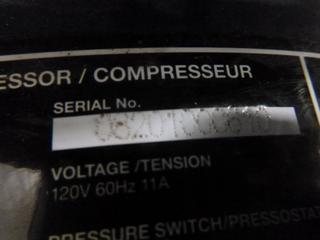 ESSOR / COMPRESSEUR
SERIAL No.
VOLTAGE /TENSION
120V 60Hz 11A
PRESSURE SWITCH/PRESSOSTA